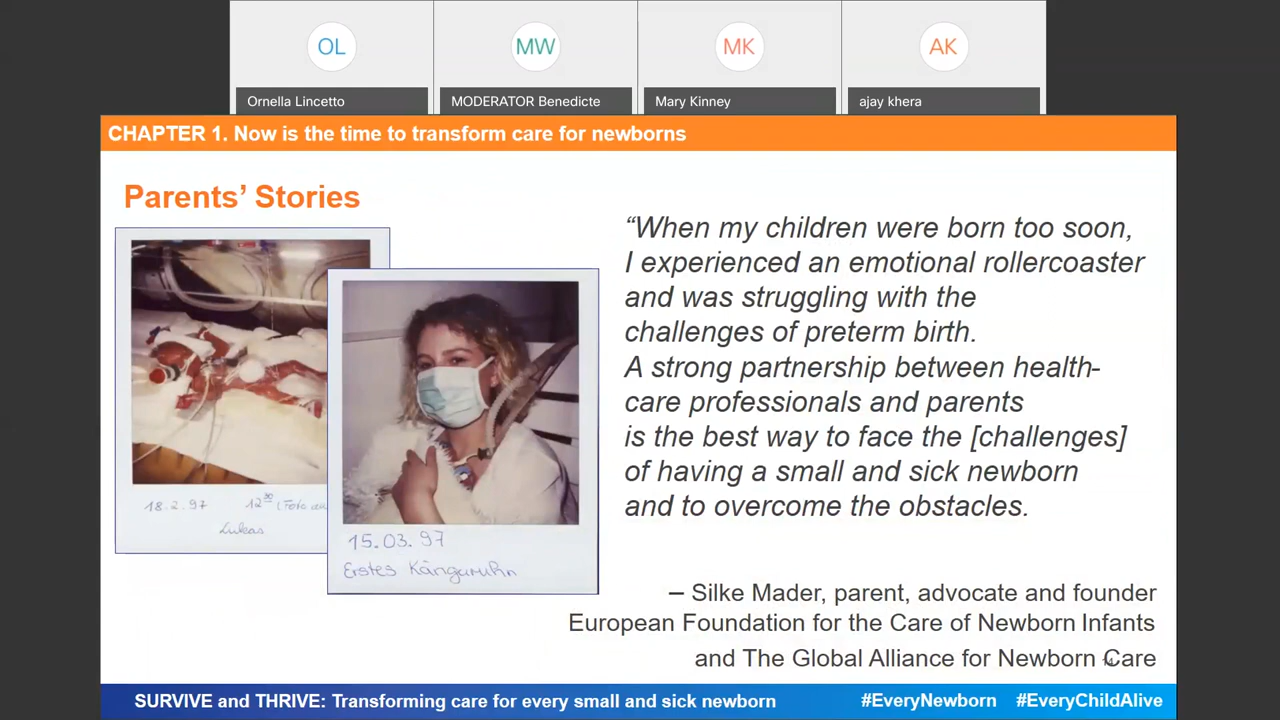 OL
MW
MK
AK
Ornella Lincetto
MODERATOR Benedicte
Mary Kinney
ajay khera
CHAPTER 1. Now is the time to transform care for newborns
Parents’ Stories
18.2.97 12
Lukas
15.03.97
Erstes Känguruhn
“When my children were born too soon,
I experienced an emotional rollercoaster
and was struggling with the
challenges of preterm birth.
A strong partnership between health-
care professionals and parents
is the best way to face the [challenges]
of having a small and sick newborn
and to overcome the obstacles.
– Silke Mader, parent, advocate and founder
European Foundation for the Care of Newborn Infants
and The Global Alliance for Newborn Care
SURVIVE and THRIVE: Transforming care for every small and sick newborn
#EveryNewborn #EveryChildAlive